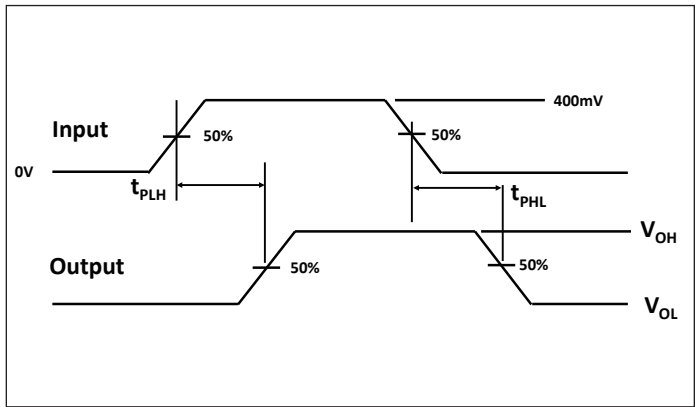 400mV
Input
50%
50%
0V
tPLH
tPHL
VOH
Output
50%
50%
VOL